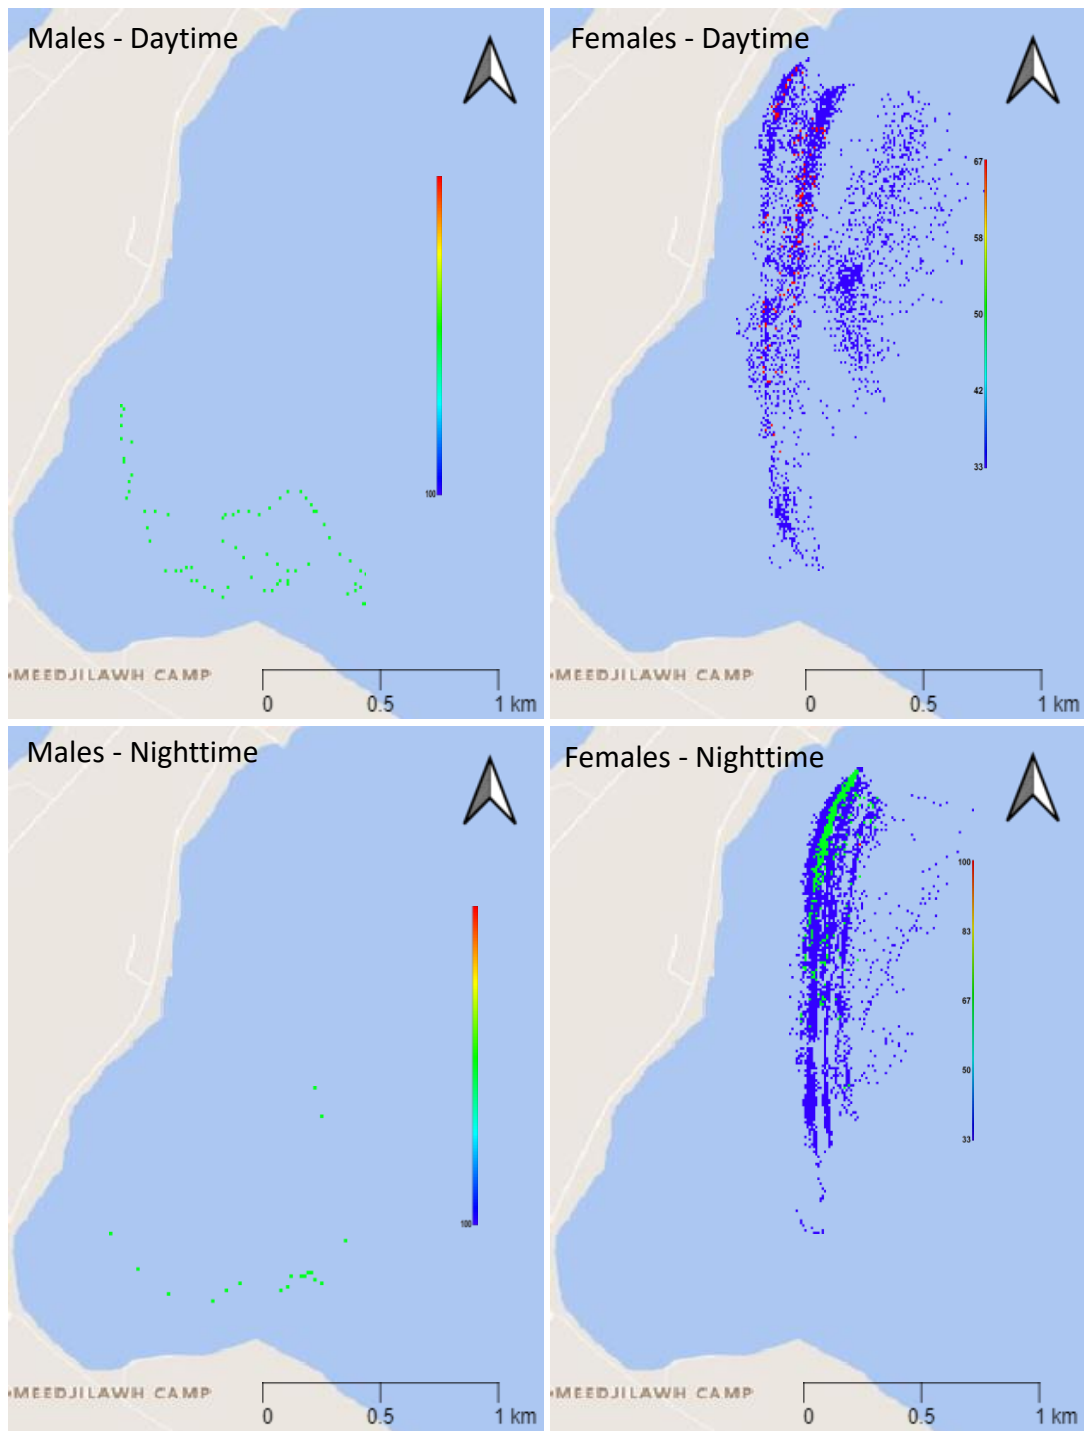 Males - Daytime
100
MEEDJILAWH CAMP
0 0.5 1 km
Females - Daytime
67
58
50
42
33
MEEDJILAWH CAMP
0 0.5 1 km
Males - Nighttime
100
MEEDJILAWH CAMP
0 0.5 1 km
Females - Nighttime
100
83
67
50
33
MEEDJILAWH CAMP
0 0.5 1 km